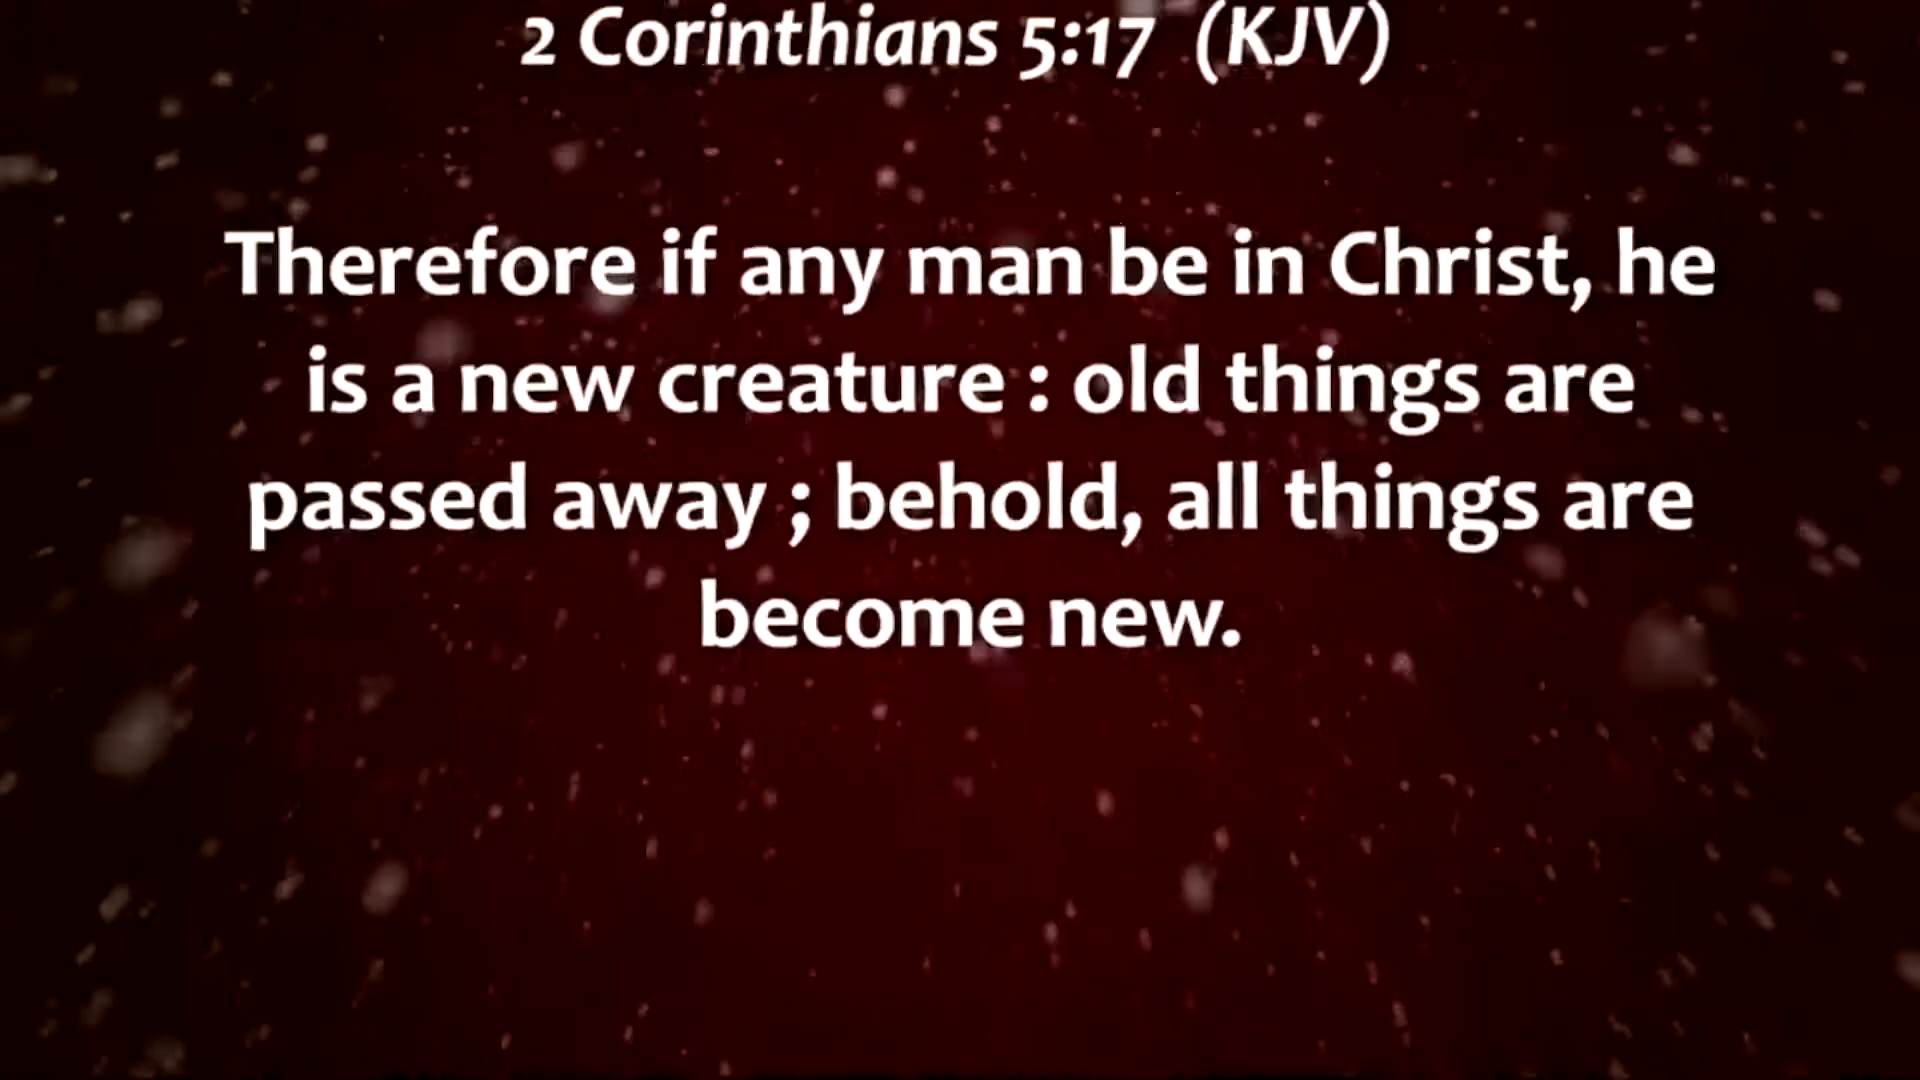 2 Corinthians 5:17 (KJV)
Therefore if any man be in Christ, he
is a new creature : old things are
passed away ; behold, all things are
become new.